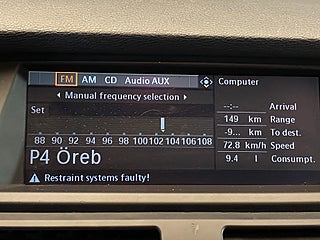 FM AM CD Audio AUX
Manual frequency selection
Set
88 90 92 94 96 98 100 102 104 106 108
P4 Öreb
Restraint systems faulty!
Computer
--:-- Arrival
149 km Range
-9... km To dest.
72.8 km/h Speed
9.4 l Consumpt.